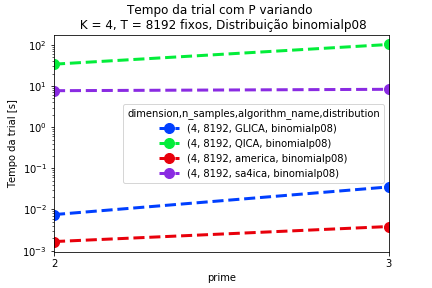 Tempo da trial com P variando
K = 4, T = 8192 fixos, Distribuição binomialp08
Tempo da trial [s]
10²
10¹
10⁰
10⁻¹
10⁻²
10⁻³
dimension,n_samples,algorithm_name,distribution
(4, 8192, GLICA, binomialp08)
(4, 8192, QICA, binomialp08)
(4, 8192, america, binomialp08)
(4, 8192, sa4ica, binomialp08)
2
3
prime